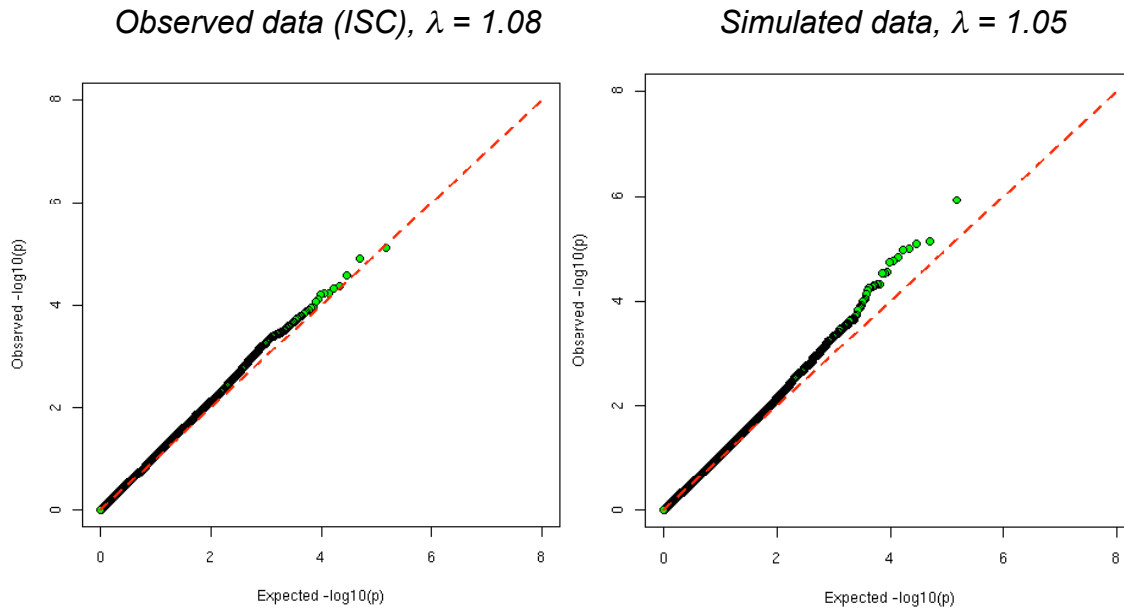 Observed data (ISC), λ = 1.08
8
6
4
2
0
Observed -log10(p)
0 2 4 6 8
Expected -log10(p)
Simulated data, λ = 1.05
8
6
4
2
0
Observed -log10(p)
0 2 4 6 8
Expected -log10(p)